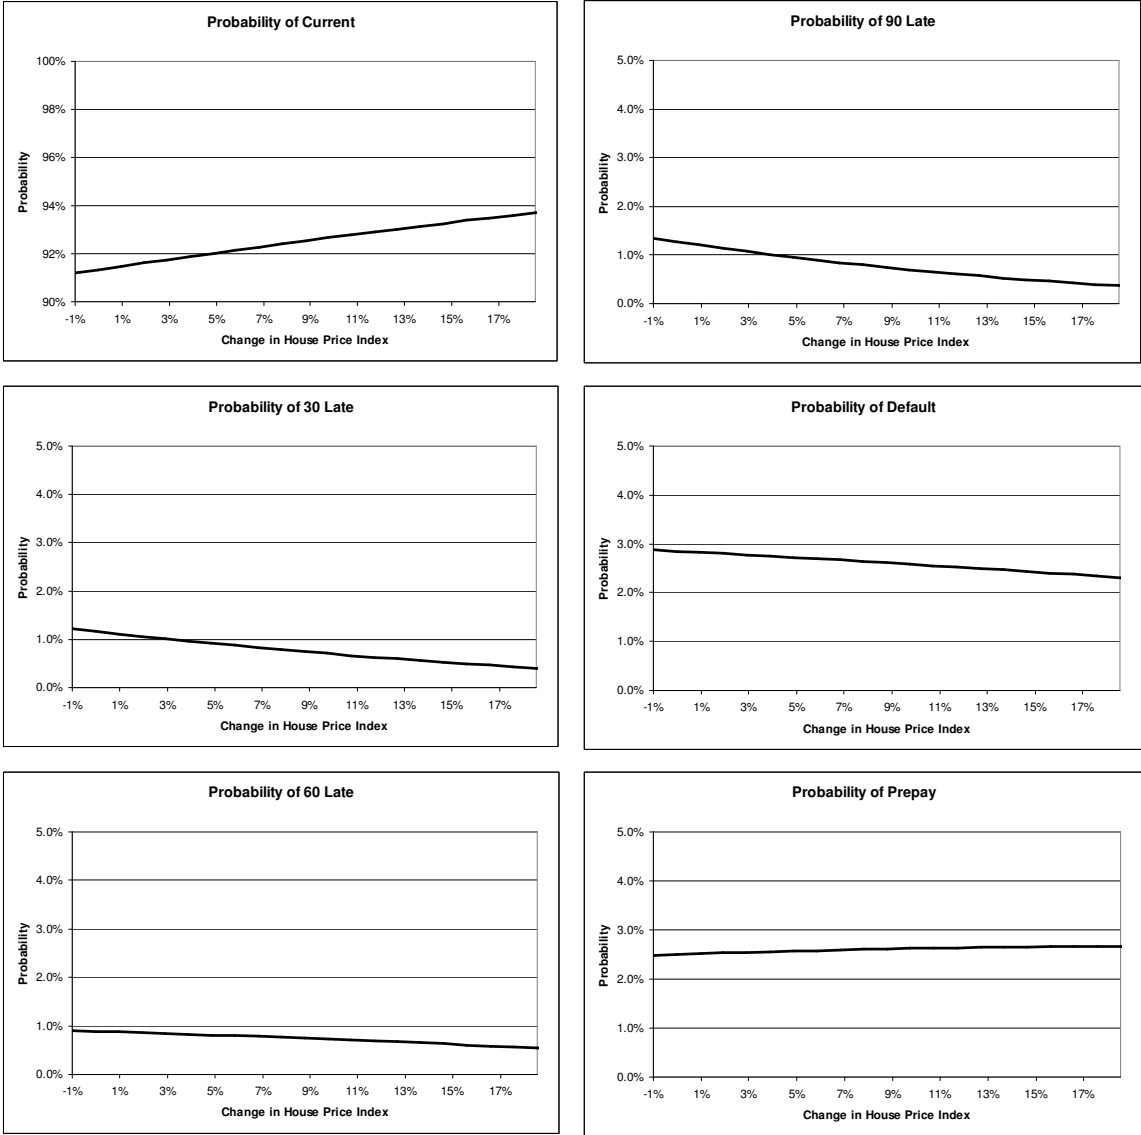 Probability of Current
100%
98%
96%
94%
92%
90%
Probability
-1% 1% 3% 5% 7% 9% 11% 13% 15% 17%
Change in House Price Index
Probability of 90 Late
5.0%
4.0%
3.0%
2.0%
1.0%
0.0%
Probability
-1% 1% 3% 5% 7% 9% 11% 13% 15% 17%
Change in House Price Index
Probability of 30 Late
5.0%
4.0%
3.0%
2.0%
1.0%
0.0%
Probability
-1% 1% 3% 5% 7% 9% 11% 13% 15% 17%
Change in House Price Index
Probability of Default
5.0%
4.0%
3.0%
2.0%
1.0%
0.0%
Probability
-1% 1% 3% 5% 7% 9% 11% 13% 15% 17%
Change in House Price Index
Probability of 60 Late
5.0%
4.0%
3.0%
2.0%
1.0%
0.0%
Probability
-1% 1% 3% 5% 7% 9% 11% 13% 15% 17%
Change in House Price Index
Probability of Prepay
5.0%
4.0%
3.0%
2.0%
1.0%
0.0%
Probability
-1% 1% 3% 5% 7% 9% 11% 13% 15% 17%
Change in House Price Index